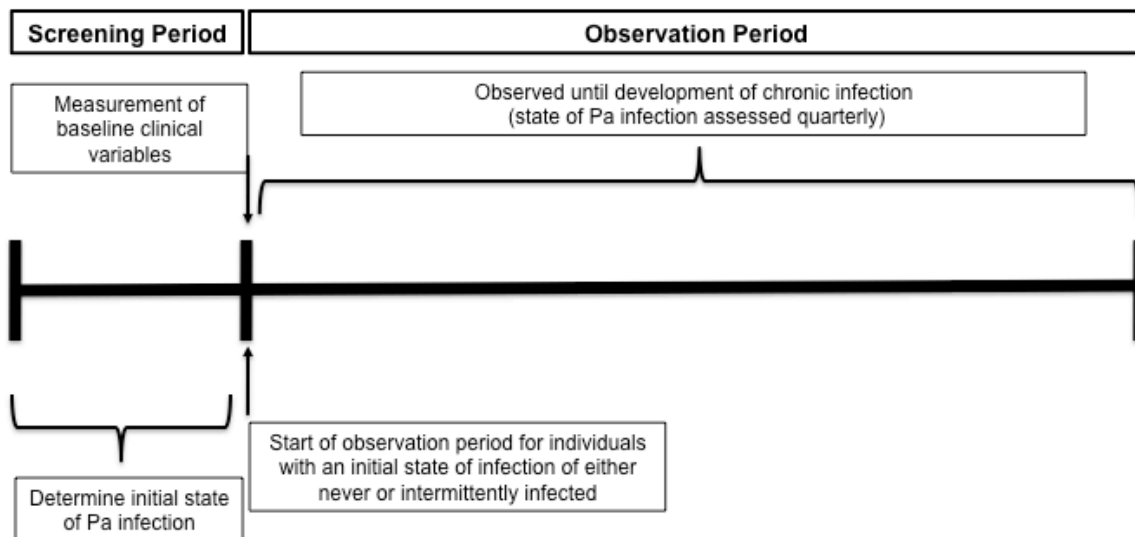 Screening Period
Observation Period
Measurement of
baseline clinical
variables
Observed until development of chronic infection
(state of Pa infection assessed quarterly)
Start of observation period for individuals
with an initial state of infection of either
never or intermittently infected
Determine initial state
of Pa infection